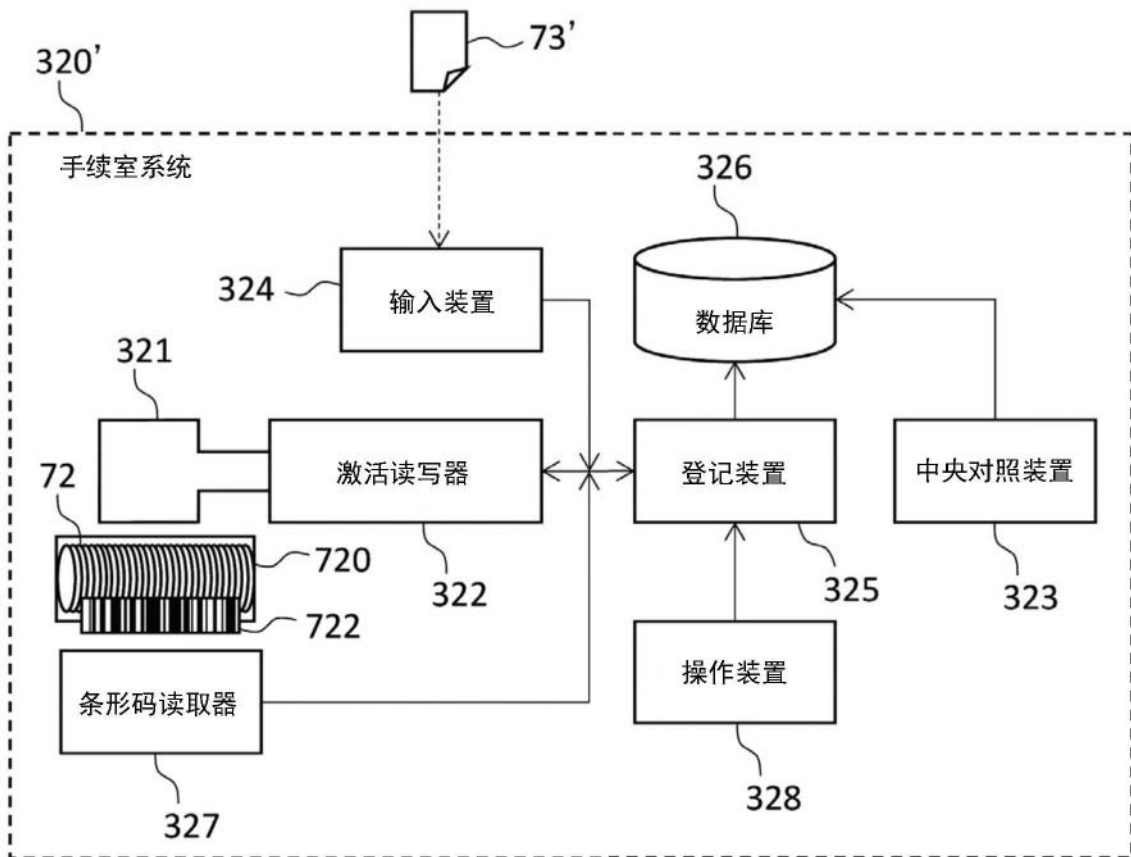 73’
320’
手续室系统
326
324
输入装置
数据库
321
激活读写器
登记装置
中央对照装置
72
720
322
325
323
722
条形码读取器
操作装置
327
328